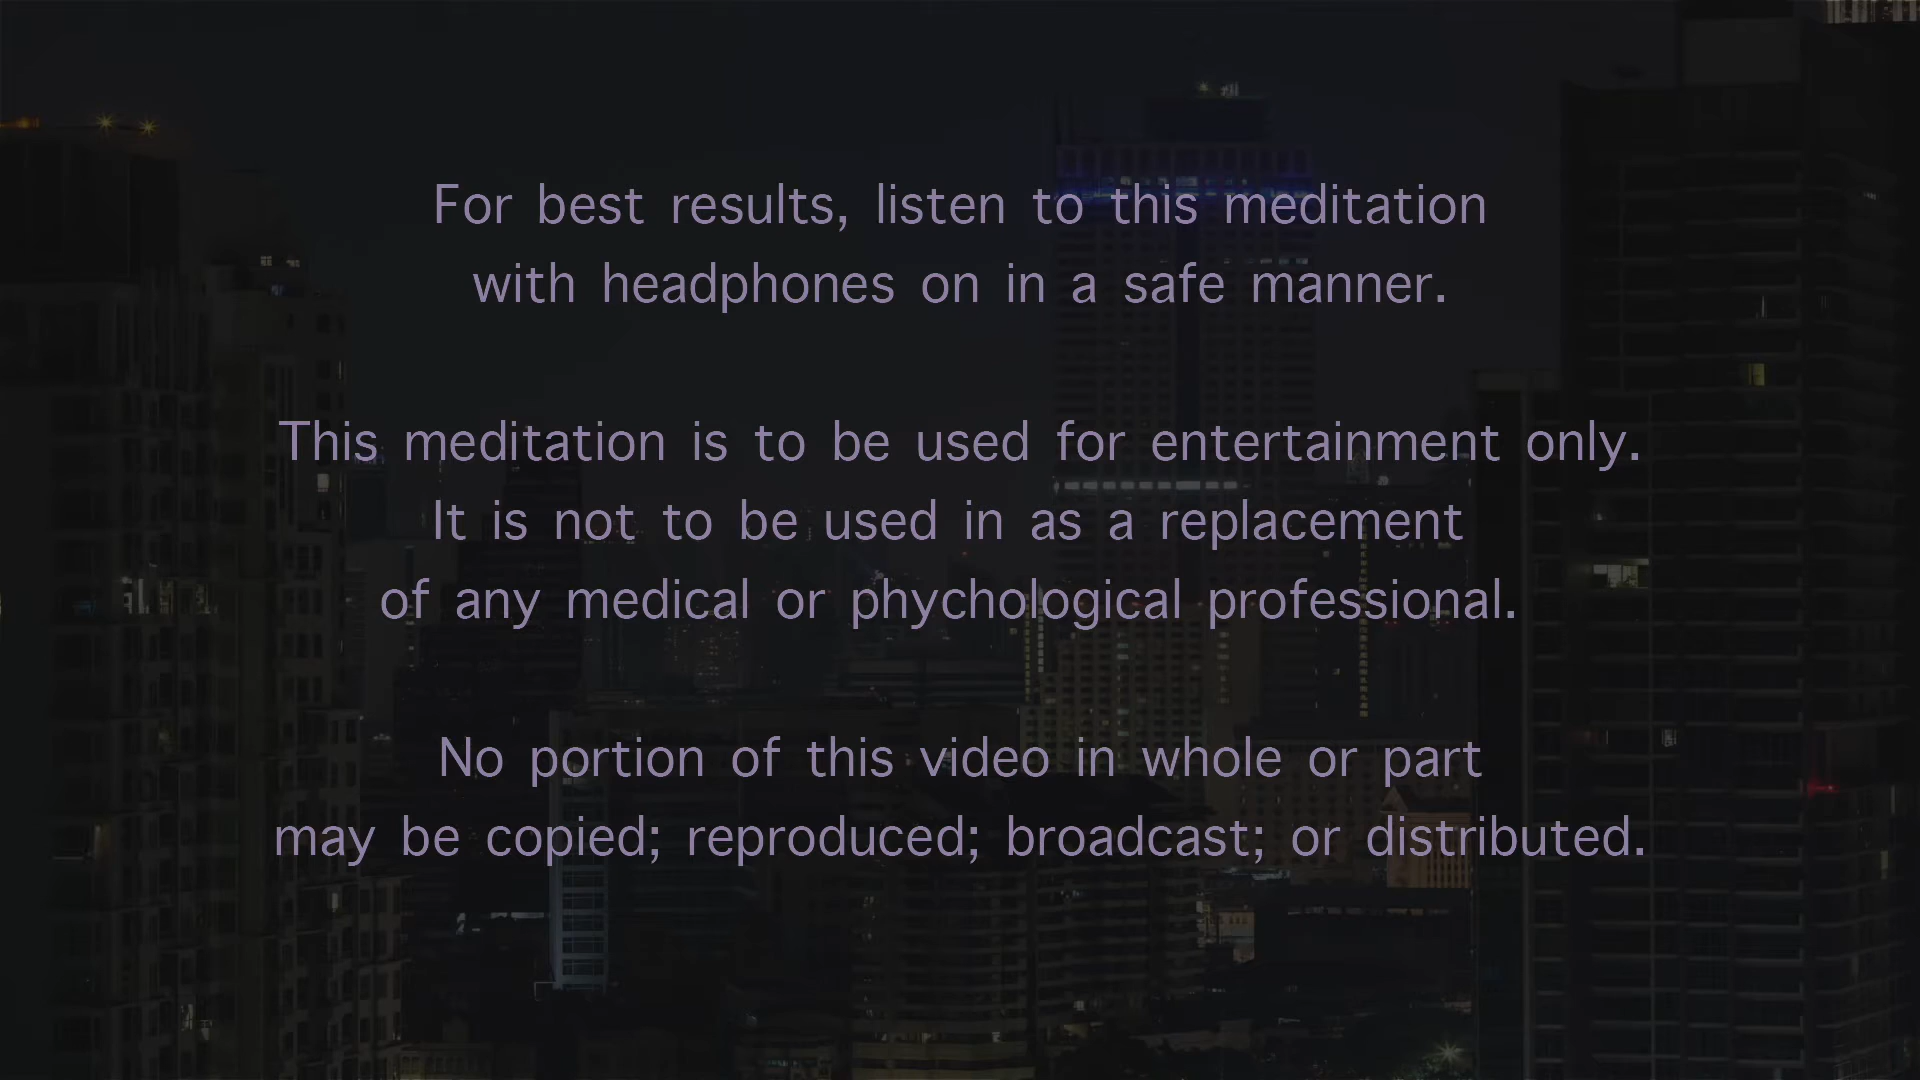 For best results, listen to this meditation
with headphones on in a safe manner.
This meditation is to be used for entertainment only.
It is not to be used in as a replacement
of any medical or phychological professional.
No portion of this video in whole or part
may be copied; reproduced; broadcast; or distributed.